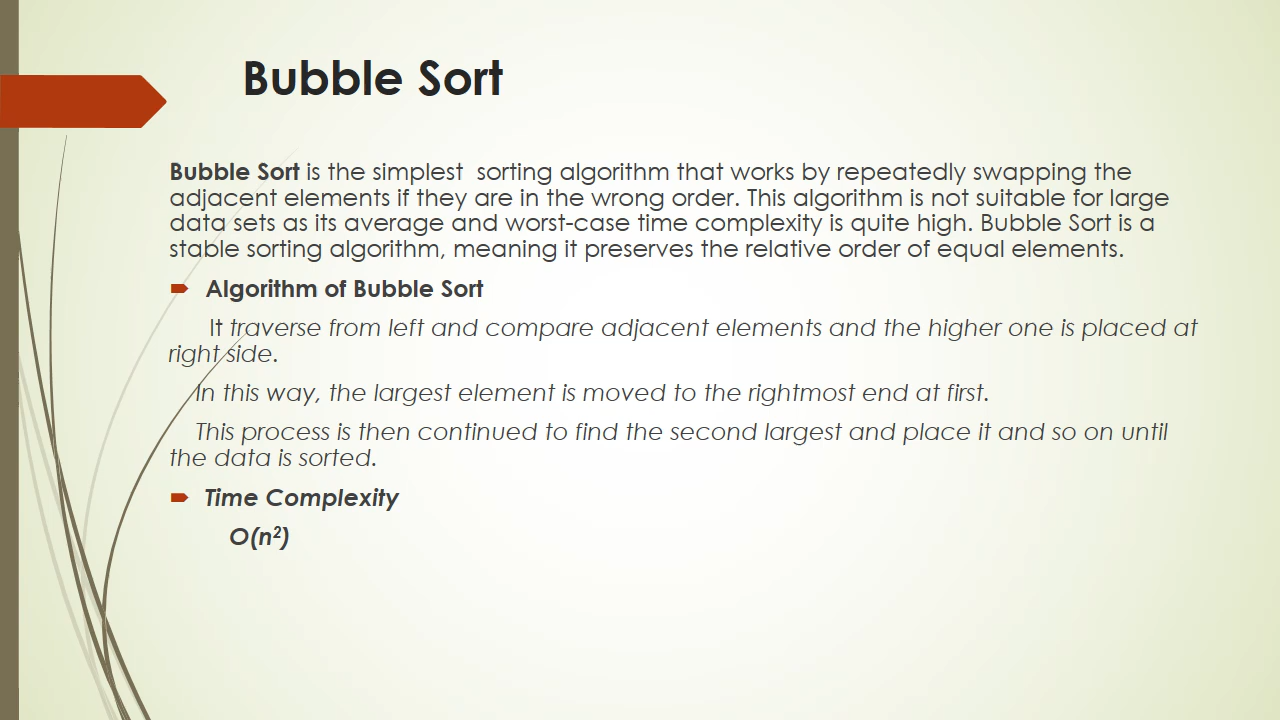 Bubble Sort
Bubble Sort is the simplest  sorting algorithm that works by repeatedly swapping the
adjacent elements if they are in the wrong order. This algorithm is not suitable for large
data sets as its average and worst-case time complexity is quite high. Bubble Sort is a
stable sorting algorithm, meaning it preserves the relative order of equal elements.
Algorithm of Bubble Sort
It traverse from left and compare adjacent elements and the higher one is placed at
right side.
In this way, the largest element is moved to the rightmost end at first.
This process is then continued to find the second largest and place it and so on until
the data is sorted.
Time Complexity
O(n²)